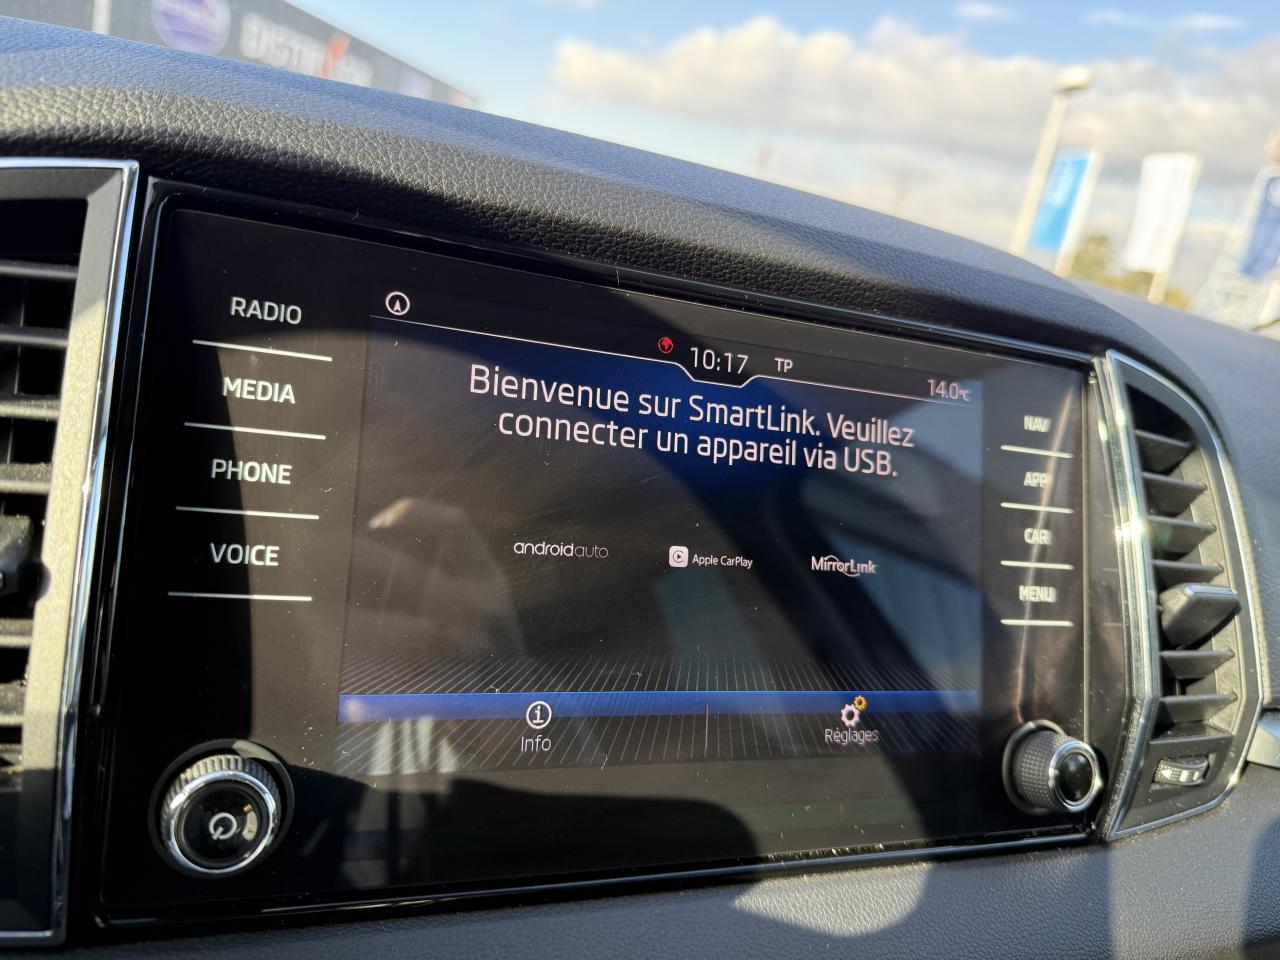 RADIO
MEDIA
PHONE
VOICE
10:17 TP
14.0°C
Bienvenue sur SmartLink. Veuillez
connecter un appareil via USB.
androidauto
Apple CarPlay
MirrorLink
Info
Réglages
NAV
APP
CAR
MENU